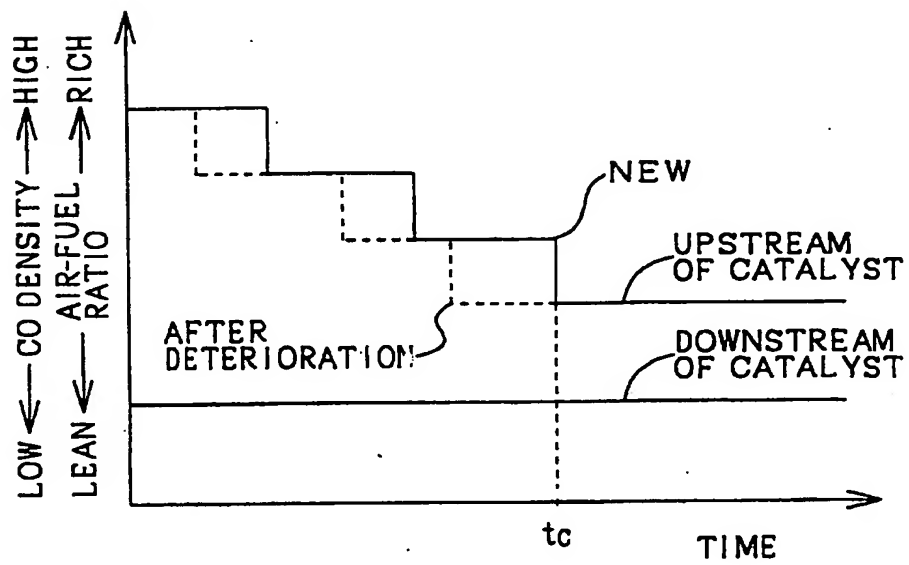 LOW ← CO DENSITY → HIGH
LEAN ← AIR-FUEL RATIO → RICH
NEW
UPSTREAM
OF CATALYST
AFTER
DETERIORATION
DOWNSTREAM
OF CATALYST
tc
TIME